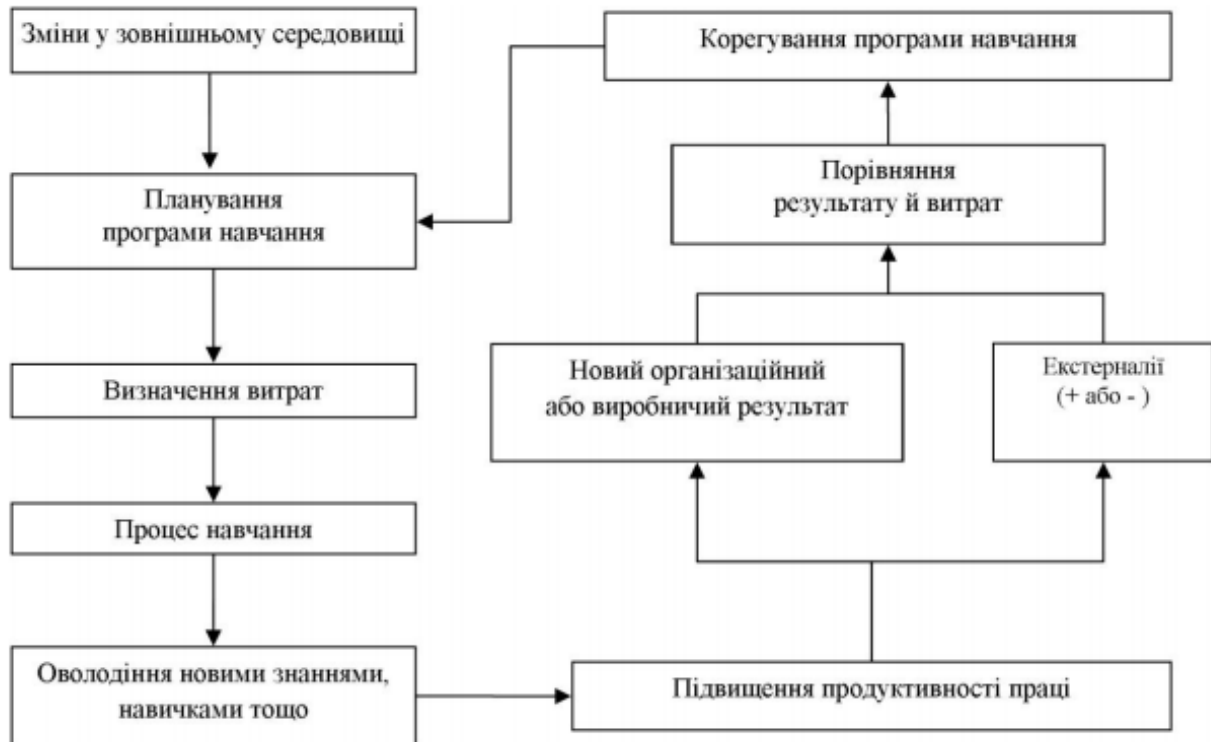 Зміни у зовнішньому середовищі
Планування
програми навчання
Визначення витрат
Процес навчання
Оволодіння новими знаннями,
навичками тощо
Підвищення продуктивності праці
Новий організаційний
або виробничий результат
Екстерналії
(+ або - )
Порівняння
результату й витрат
Корегування програми навчання